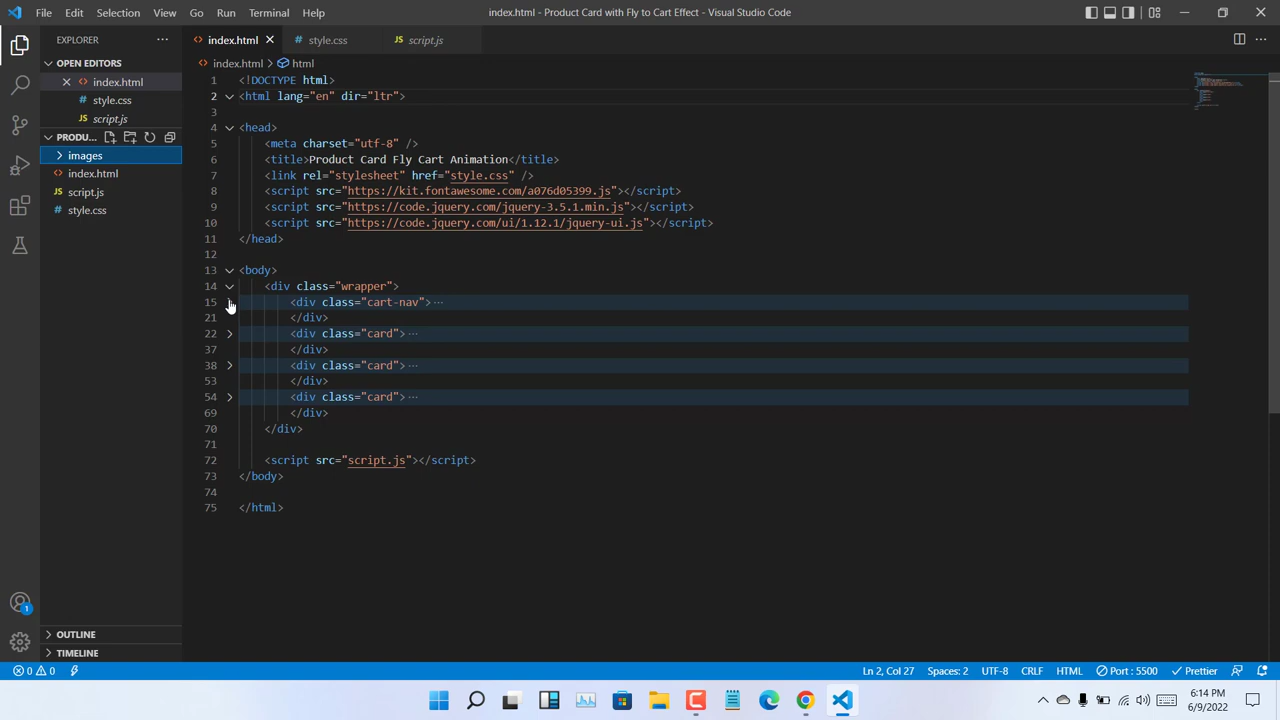 File Edit Selection View Go Run Terminal Help
index.html - Product Card with Fly to Cart Effect - Visual Studio Code
EXPLORER
OPEN EDITORS
index.html
style.css
script.js
PRODU...
images
index.html
script.js
style.css
OUTLINE
TIMELINE
index.html style.css script.js
index.html > html
1 <!DOCTYPE html>
2 <html lang="en" dir="ltr">
3
4 <head>
5 <meta charset="utf-8" />
6 <title>Product Card Fly Cart Animation</title>
7 <link rel="stylesheet" href="style.css" />
8 <script src="https://kit.fontawesome.com/a076d05399.js"></script>
9 <script src="https://code.jquery.com/jquery-3.5.1.min.js"></script>
10 <script src="https://code.jquery.com/ui/1.12.1/jquery-ui.js"></script>
11 </head>
12
13 <body>
14 <div class="wrapper">
15 <div class="cart-nav">···
21 </div>
22 <div class="card">···
37 </div>
38 <div class="card">···
53 </div>
54 <div class="card">···
69 </div>
70 </div>
71
72 <script src="script.js"></script>
73 </body>
74
75 </html>
1
0 0 Ln 2, Col 27 Spaces: 2 UTF-8 CRLF HTML Port : 5500 Prettier
6:14 PM
6/9/2022